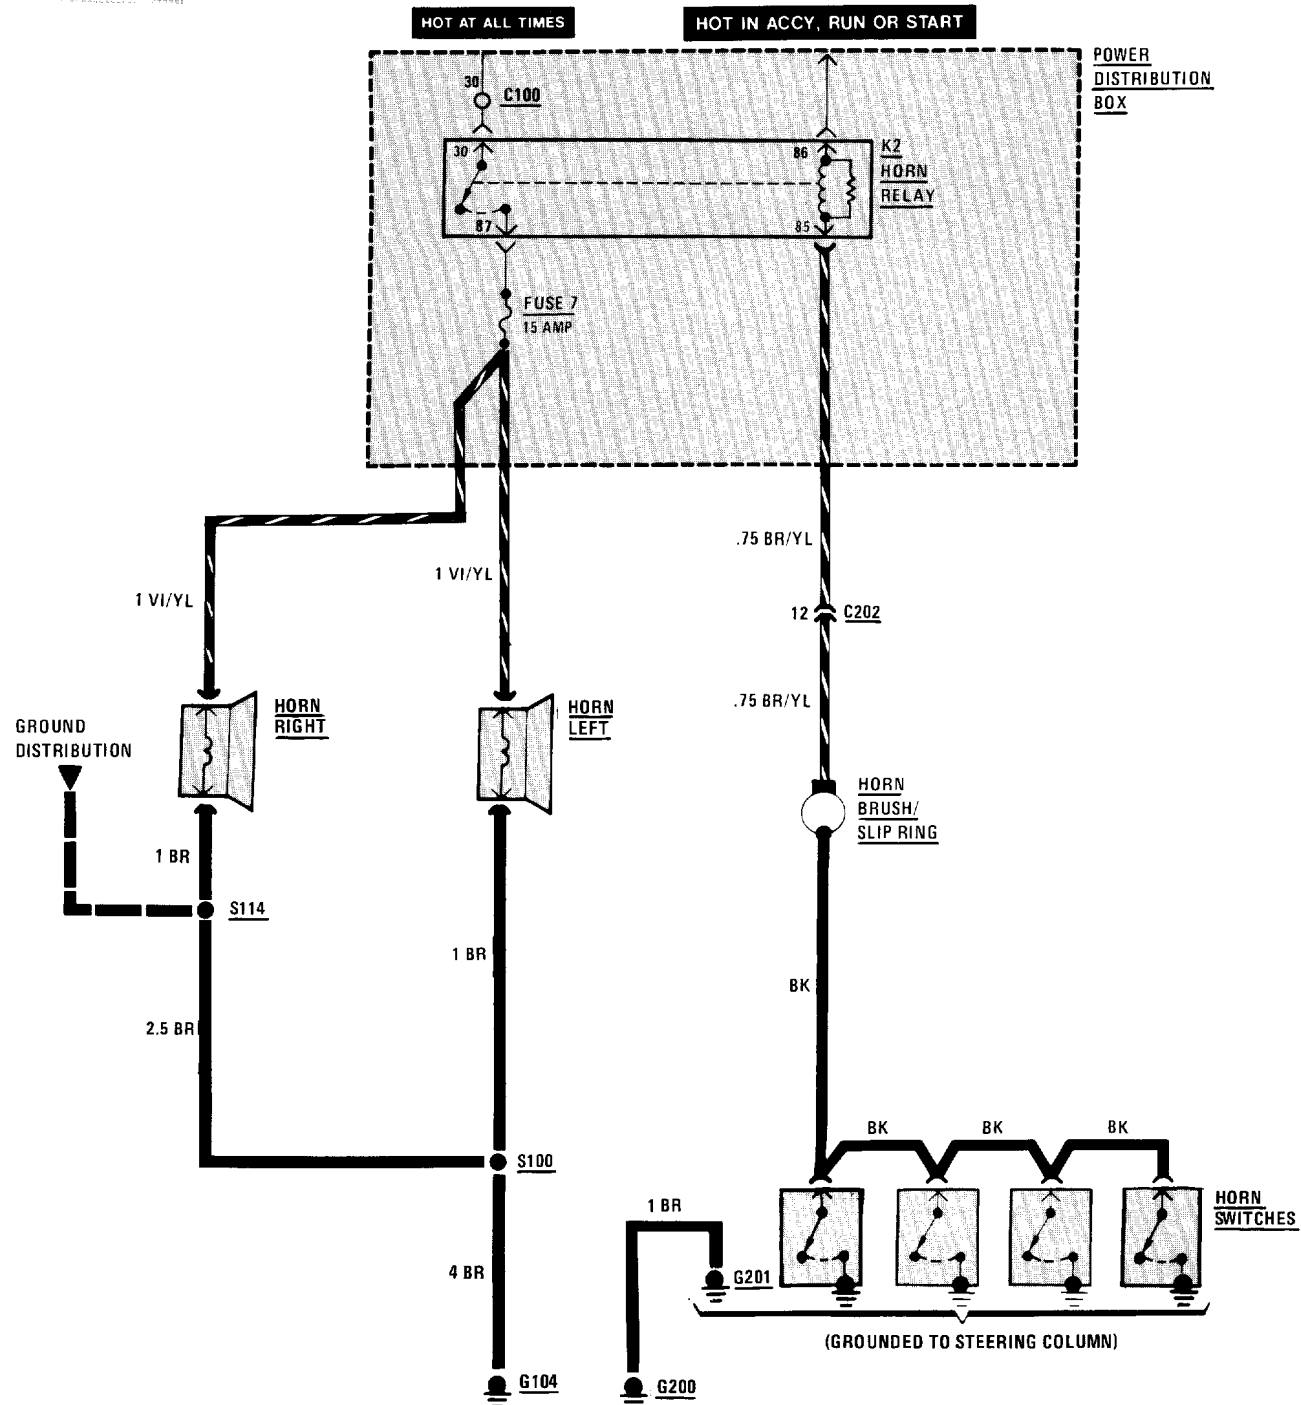 HOT AT ALL TIMES
HOT IN ACCY, RUN OR START
POWER
DISTRIBUTION
BOX
30
C100
30
86
K2
HORN
RELAY
87
85
FUSE 7
15 AMP
.75 BR/YL
1 VI/YL
1 VI/YL
12
C202
.75 BR/YL
HORN
RIGHT
HORN
LEFT
GROUND
DISTRIBUTION
HORN
BRUSH/
SLIP RING
1 BR
S114
1 BR
BK
2.5 BR
BK
BK
BK
S100
HORN
SWITCHES
1 BR
4 BR
G201
(GROUNDED TO STEERING COLUMN)
G104
G200